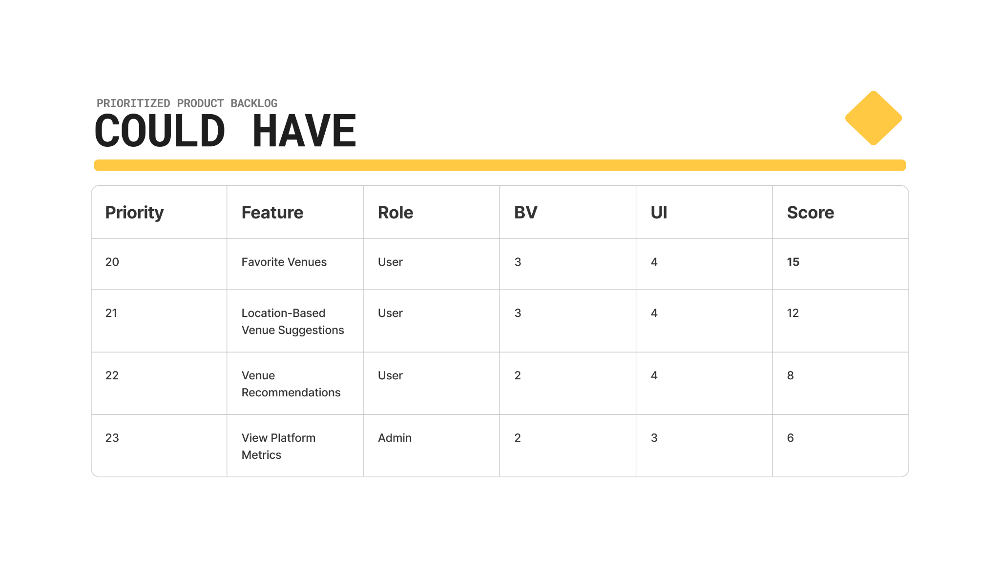 PRIORITIZED PRODUCT BACKLOG
COULD HAVE
Priority Feature Role BV UI Score
20 Favorite Venues User 3 4 15
21 Location-Based User 3 4 12
Venue Suggestions
22 Venue User 2 4 8
Recommendations
23 View Platform Admin 2 3 6
Metrics